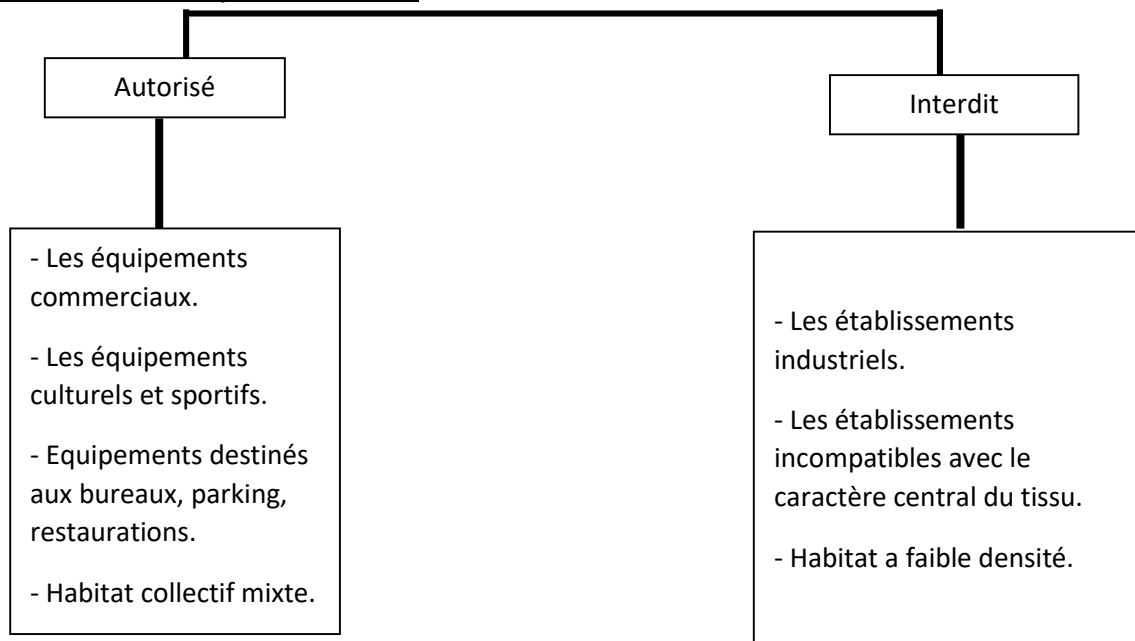 Autorisé
Interdit
- Les équipements
commerciaux.
- Les équipements
culturels et sportifs.
- Equipements destinés
aux bureaux, parking,
restaurations.
- Habitat collectif mixte.
- Les établissements
industriels.
- Les établissements
incompatibles avec le
caractère central du tissu.
- Habitat a faible densité.